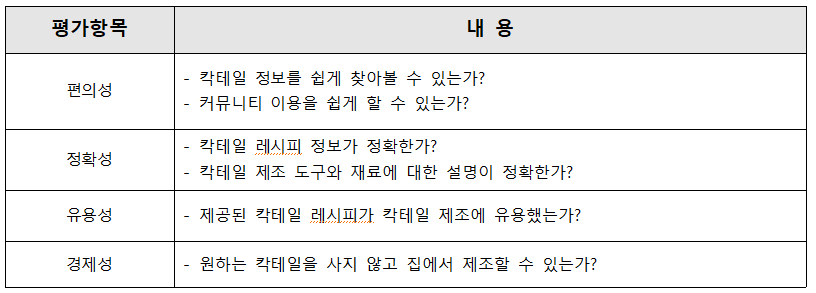 평가항목
내 용
편의성
- 칵테일 정보를 쉽게 찾아볼 수 있는가?
- 커뮤니티 이용을 쉽게 할 수 있는가?
정확성
- 칵테일 레시피 정보가 정확한가?
- 칵테일 제조 도구와 재료에 대한 설명이 정확한가?
유용성
- 제공된 칵테일 레시피가 칵테일 제조에 유용했는가?
경제성
- 원하는 칵테일을 사지 않고 집에서 제조할 수 있는가?